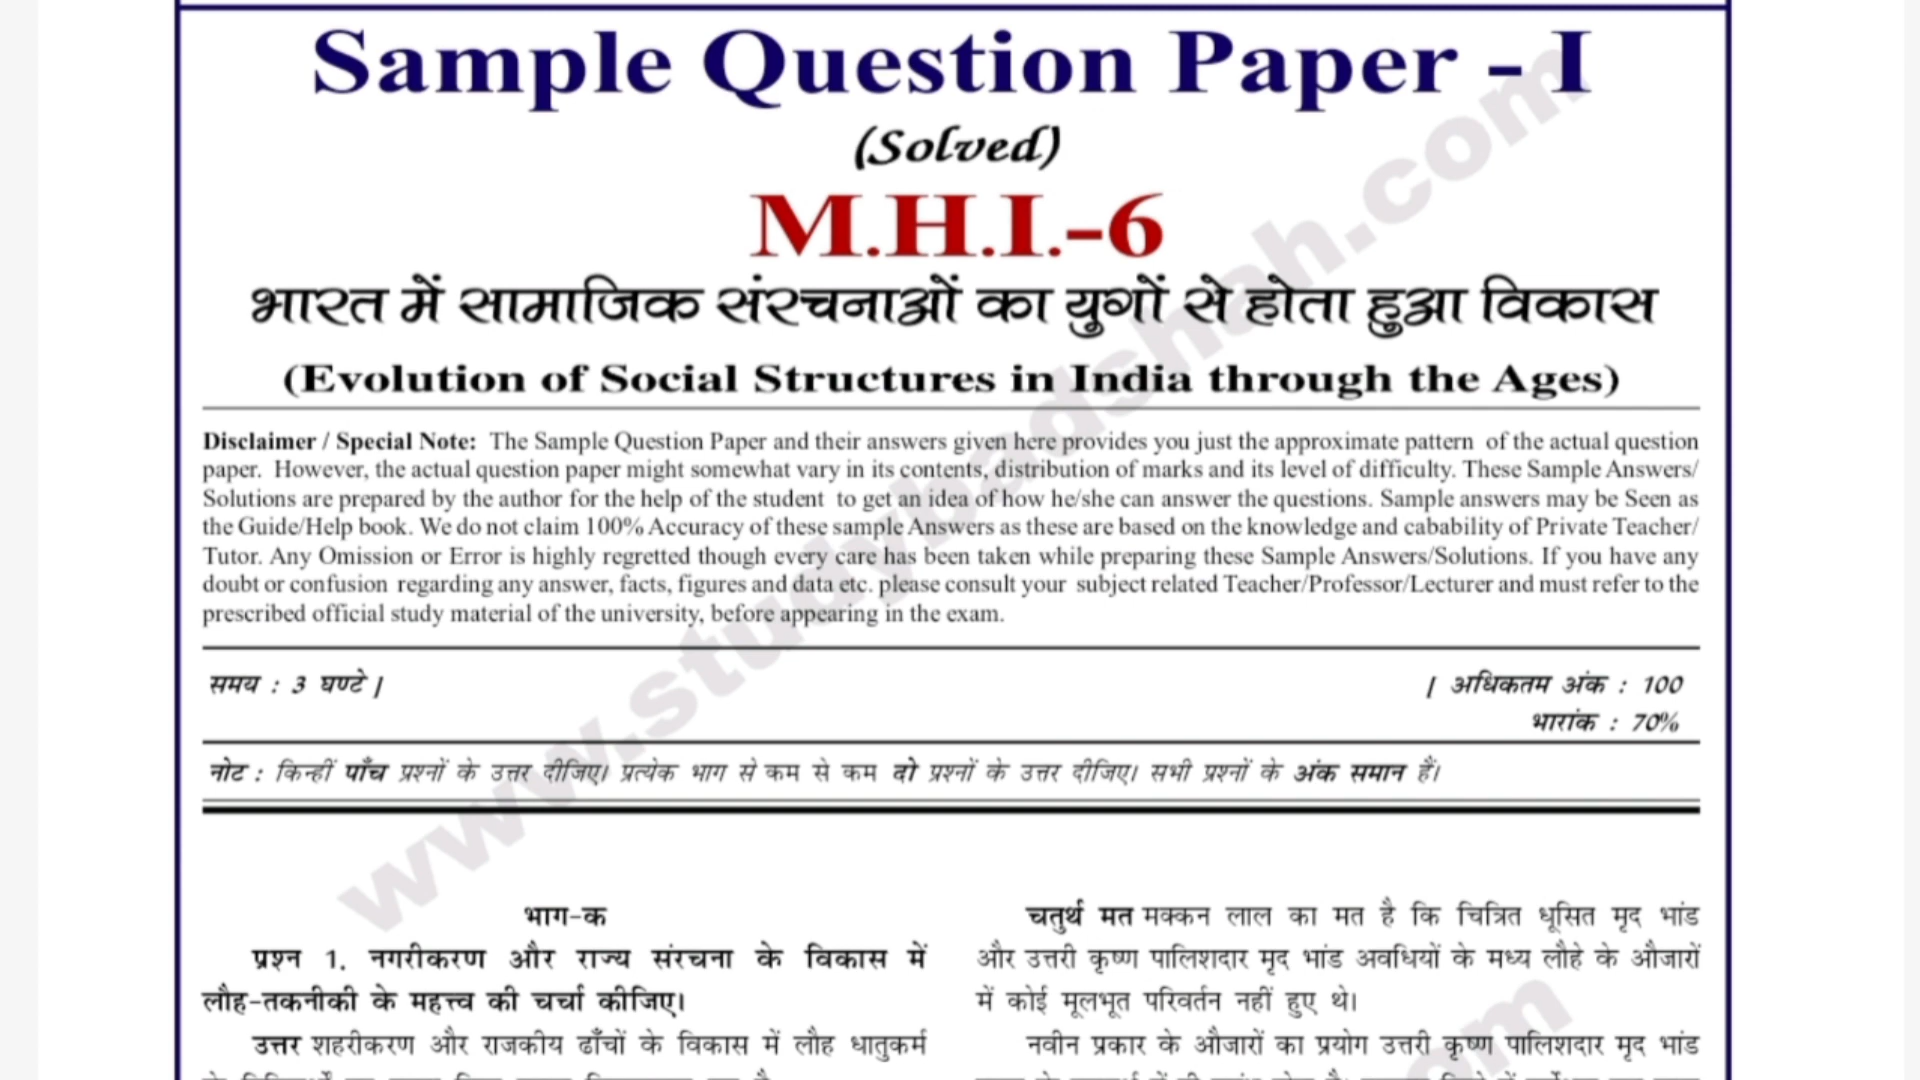 Sample Question Paper - I
(Solved)
M.H.I.-6
भारत में सामाजिक संरचनाओं का युगों से होता हुआ विकास
(Evolution of Social Structures in India through the Ages)
Disclaimer / Special Note: The Sample Question Paper and their answers given here provides you just the approximate pattern of the actual question
paper. However, the actual question paper might somewhat vary in its contents, distribution of marks and its level of difficulty. These Sample Answers/
Solutions are prepared by the author for the help of the student to get an idea of how he/she can answer the questions. Sample answers may be Seen as
the Guide/Help book. We do not claim 100% Accuracy of these sample Answers as these are based on the knowledge and cabability of Private Teacher/
Tutor. Any Omission or Error is highly regretted though every care has been taken while preparing these Sample Answers/Solutions. If you have any
doubt or confusion regarding any answer, facts, figures and data etc. please consult your subject related Teacher/Professor/Lecturer and must refer to the
prescribed official study material of the university, before appearing in the exam.
समय : 3 घण्टे |
| अधिकतम अंक : 100
भारांक : 70%
नोट : किन्हीं पाँच प्रश्नों के उत्तर दीजिए। प्रत्येक भाग से कम से कम दो प्रश्नों के उत्तर दीजिए। सभी प्रश्नों के अंक समान हैं।
भाग-क
प्रश्न 1. नगरीकरण और राज्य संरचना के विकास में
लौह-तकनीकी के महत्त्व की चर्चा कीजिए।
उत्तर शहरीकरण और राजकीय ढाँचों के विकास में लौह धातुकर्म
चतुर्थ मत मक्कन लाल का मत है कि चित्रित धूसित मृद भांड
और उत्तरी कृष्ण पालिशदार मृद भांड अवधियों के मध्य लौहे के औजारों
में कोई मूलभूत परिवर्तन नहीं हुए थे।
नवीन प्रकार के औजारों का प्रयोग उत्तरी कृष्ण पालिशदार मृद भांड
www.studybadshah.com
om